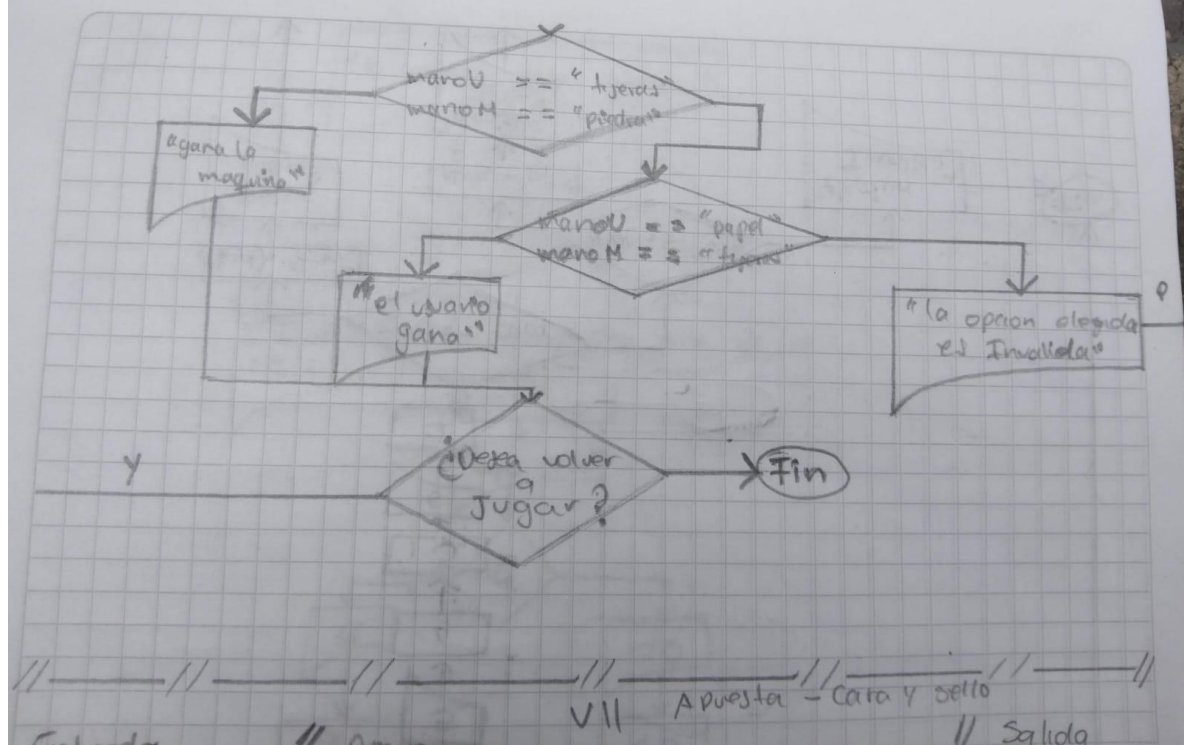 manoU == "tijeras"
manoM == "piedra"
"gana la
maquina"
manoU == "papel"
manoM == "tijeras"
"el usuario
gana"
"la opcion elegida
es Invalida"
Y
¿Desea volver
a
Jugar?
Fin
VII Apuesta - Cara y sello
// Salida